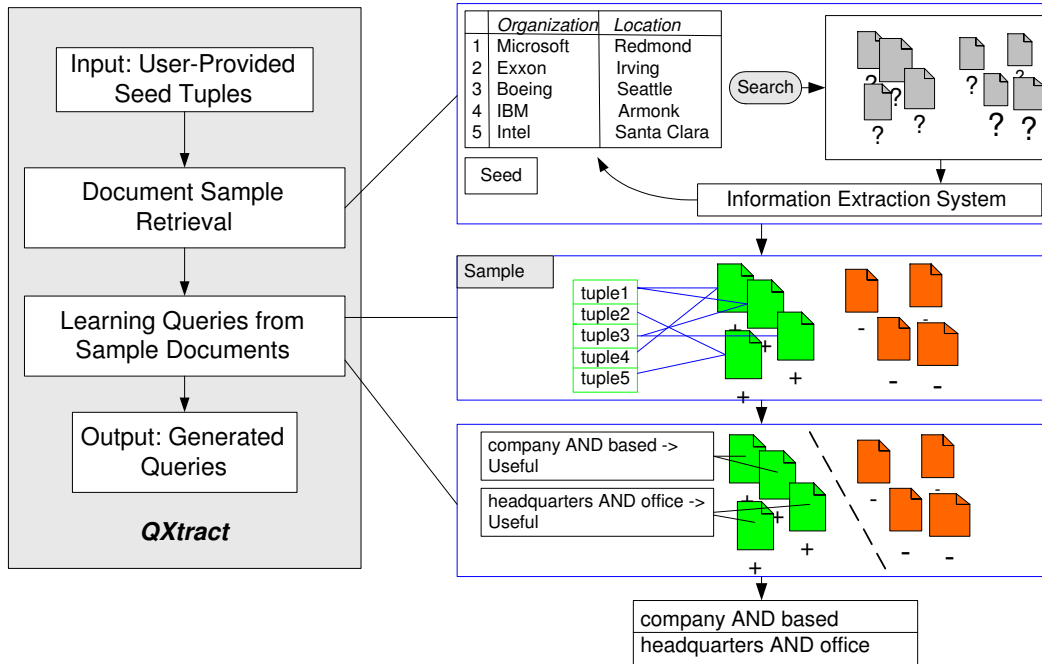 Input: User-Provided
Seed Tuples
Document Sample
Retrieval
Learning Queries from
Sample Documents
Output: Generated
Queries
QXtract
Organization Location
1 Microsoft Redmond
2 Exxon Irving
3 Boeing Seattle
4 IBM Armonk
5 Intel Santa Clara
Seed
Search
? ? ? ?
? ? ? ?
Information Extraction System
Sample
tuple1
tuple2
tuple3
tuple4
tuple5
+ + + +
- - - -
company AND based ->
Useful
headquarters AND office ->
Useful
+ + + +
- - - -
company AND based
headquarters AND office